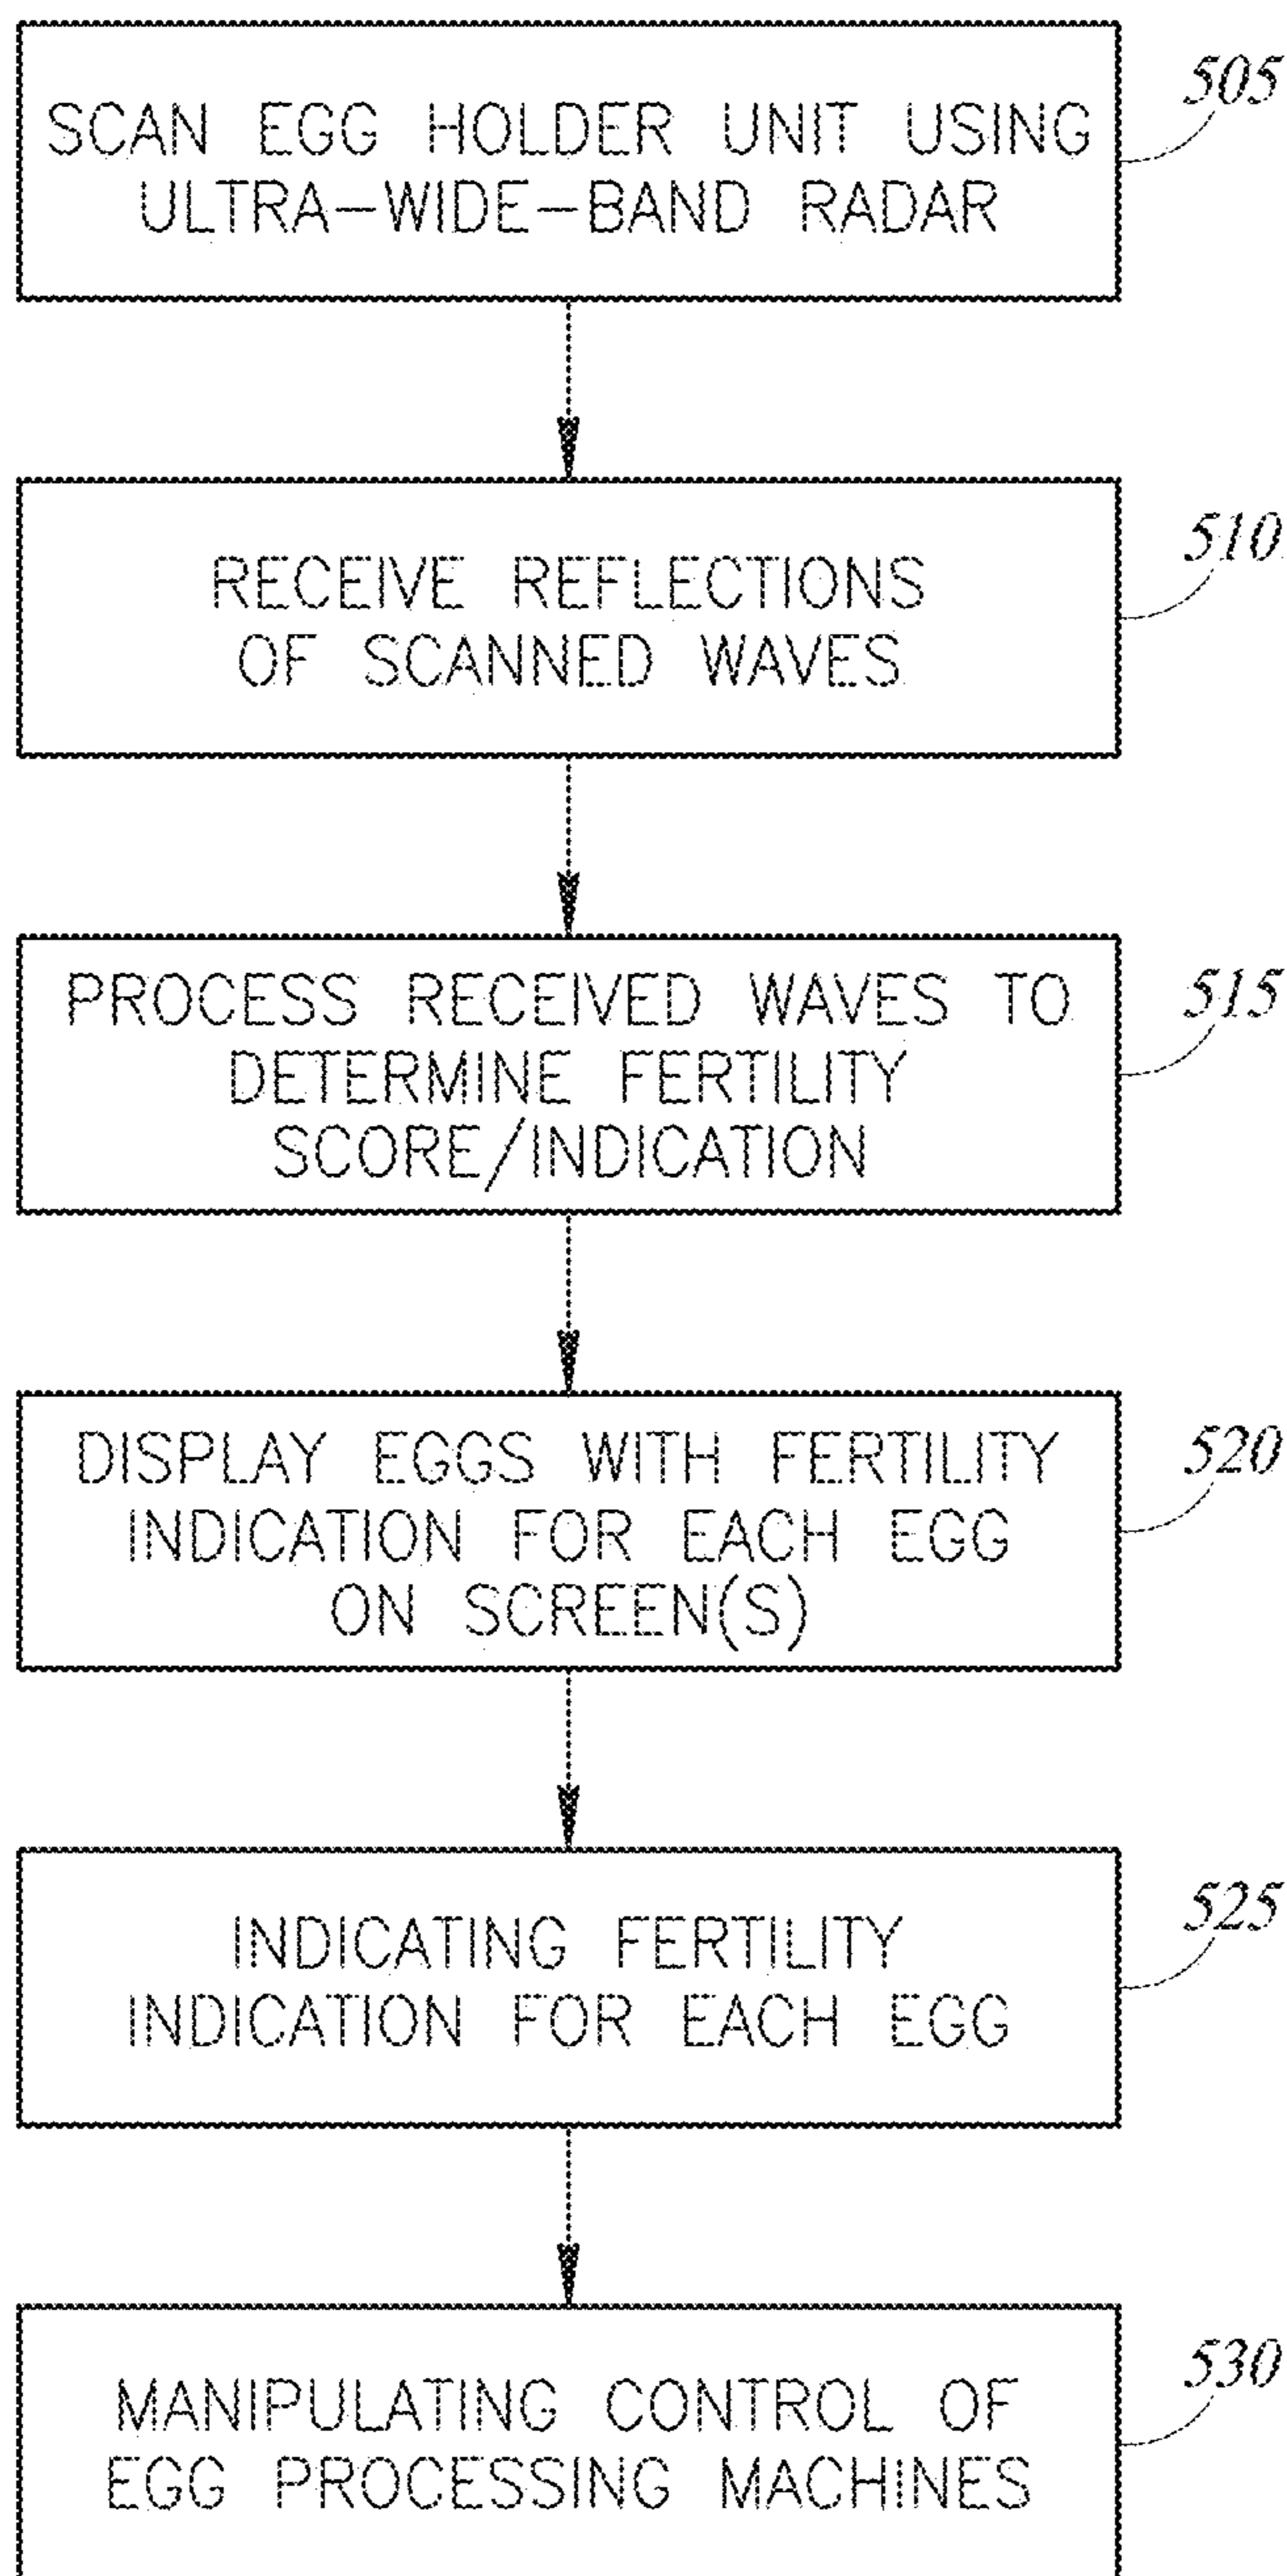 SCAN EGG HOLDER UNIT USING
ULTRA-WIDE-BAND RADAR
505
RECEIVE REFLECTIONS
OF SCANNED WAVES
510
PROCESS RECEIVED WAVES TO
DETERMINE FERTILITY
SCORE/INDICATION
515
DISPLAY EGGS WITH FERTILITY
INDICATION FOR EACH EGG
ON SCREEN(S)
520
INDICATING FERTILITY
INDICATION FOR EACH EGG
525
MANIPULATING CONTROL OF
EGG PROCESSING MACHINES
530